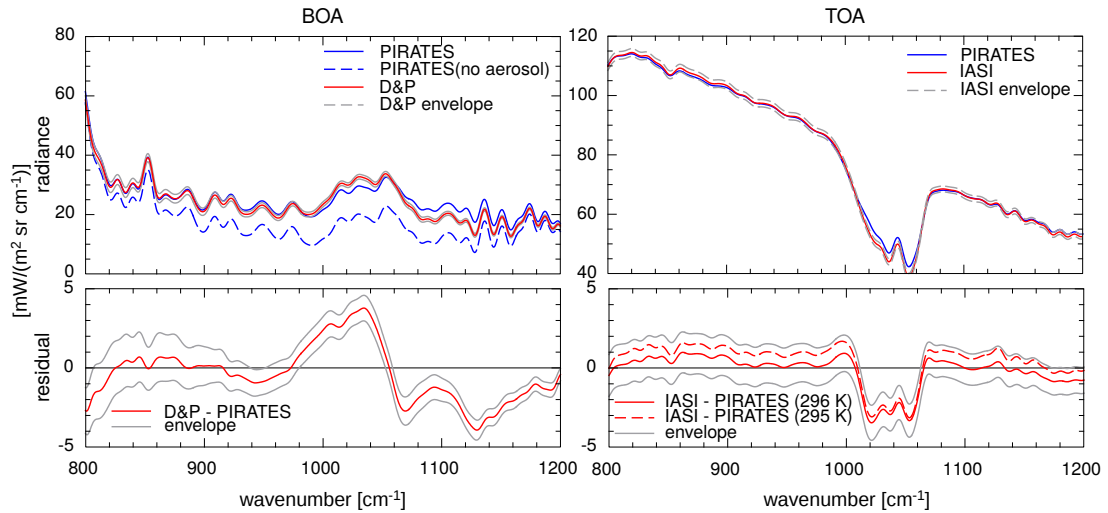 BOA
TOA
[mW/(m² sr cm⁻¹)]
radiance
residual
80
60
40
20
0
PIRATES
PIRATES(no aerosol)
D&P
D&P envelope
120
100
80
60
40
PIRATES
IASI
IASI envelope
5
0
-5
D&P - PIRATES
envelope
800
900
1000
1100
1200
wavenumber [cm⁻¹]
5
0
-5
IASI - PIRATES (296 K)
IASI - PIRATES (295 K)
envelope
800
900
1000
1100
1200
wavenumber [cm⁻¹]